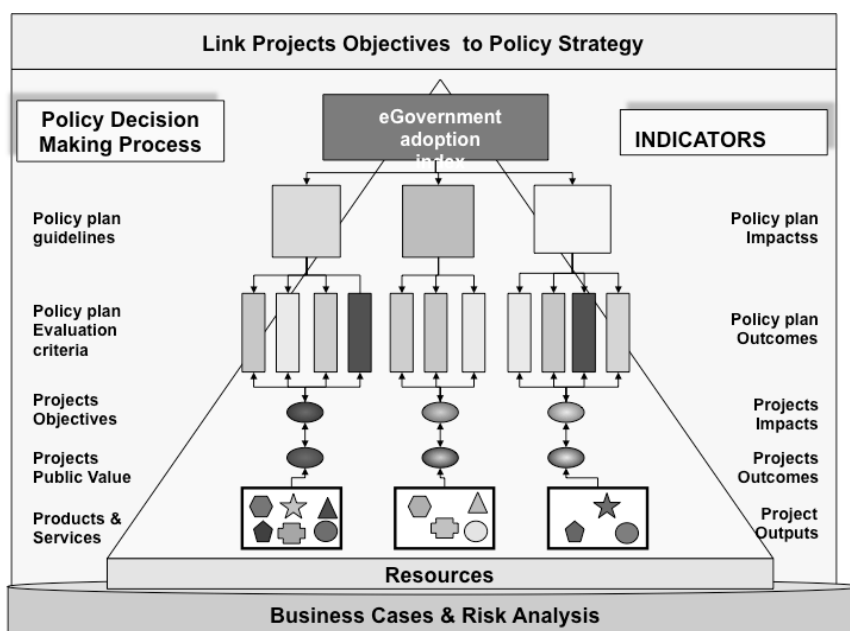 Link Projects Objectives to Policy Strategy
Policy Decision
Making Process
eGovernment
adoption
index
INDICATORS
Policy plan
guidelines
Policy plan
Impactss
Policy plan
Evaluation
criteria
Policy plan
Outcomes
Projects
Objectives
Projects
Impacts
Projects
Public Value
Projects
Outcomes
Products &
Services
Project
Outputs
Resources
Business Cases & Risk Analysis